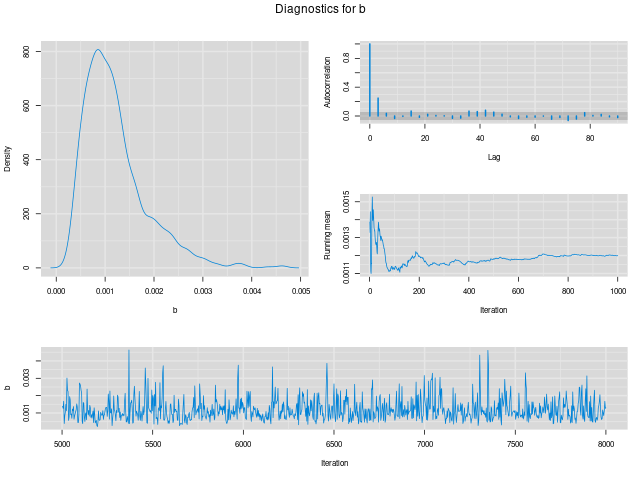 Diagnostics for b
Density
0 200 400 600 800
0.000 0.001 0.002 0.003 0.004 0.005
b
Autocorrelation
0.0 0.4 0.8
0 20 40 60 80
Lag
Running mean
0.0011 0.0013 0.0015
0 200 400 600 800 1000
Iteration
b
0.001 0.003
5000 5500 6000 6500 7000 7500 8000
Iteration